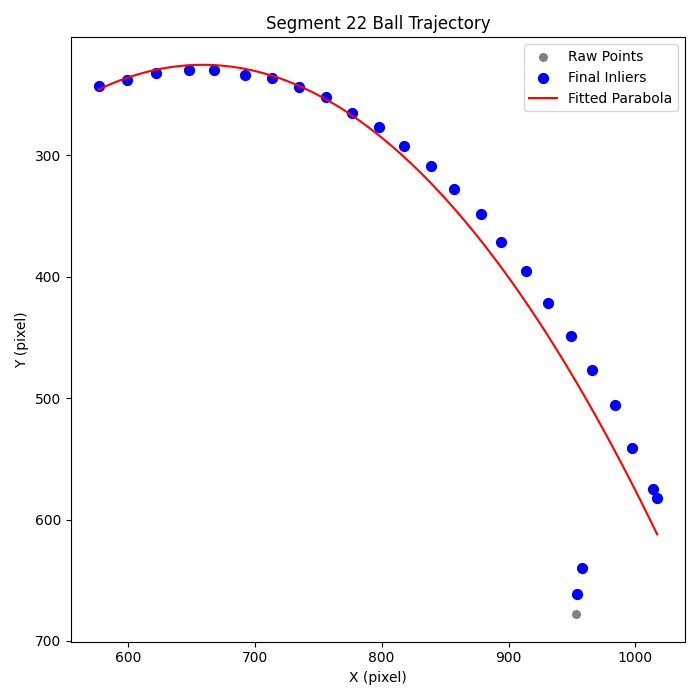 Segment 22 Ball Trajectory
Raw Points
Final Inliers
Fitted Parabola
300
400
500
600
700
Y (pixel)
600
700
800
900
1000
X (pixel)